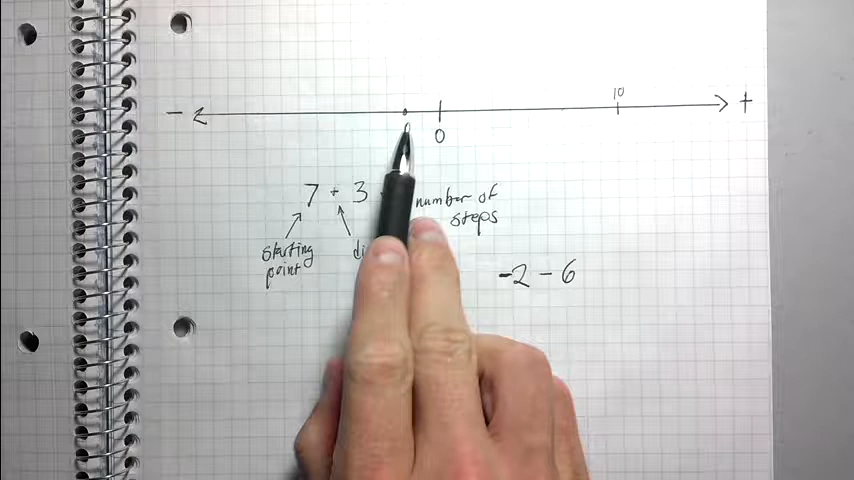 10
- +
0
7 + 3
number of
steps
starting
point
-2 - 6